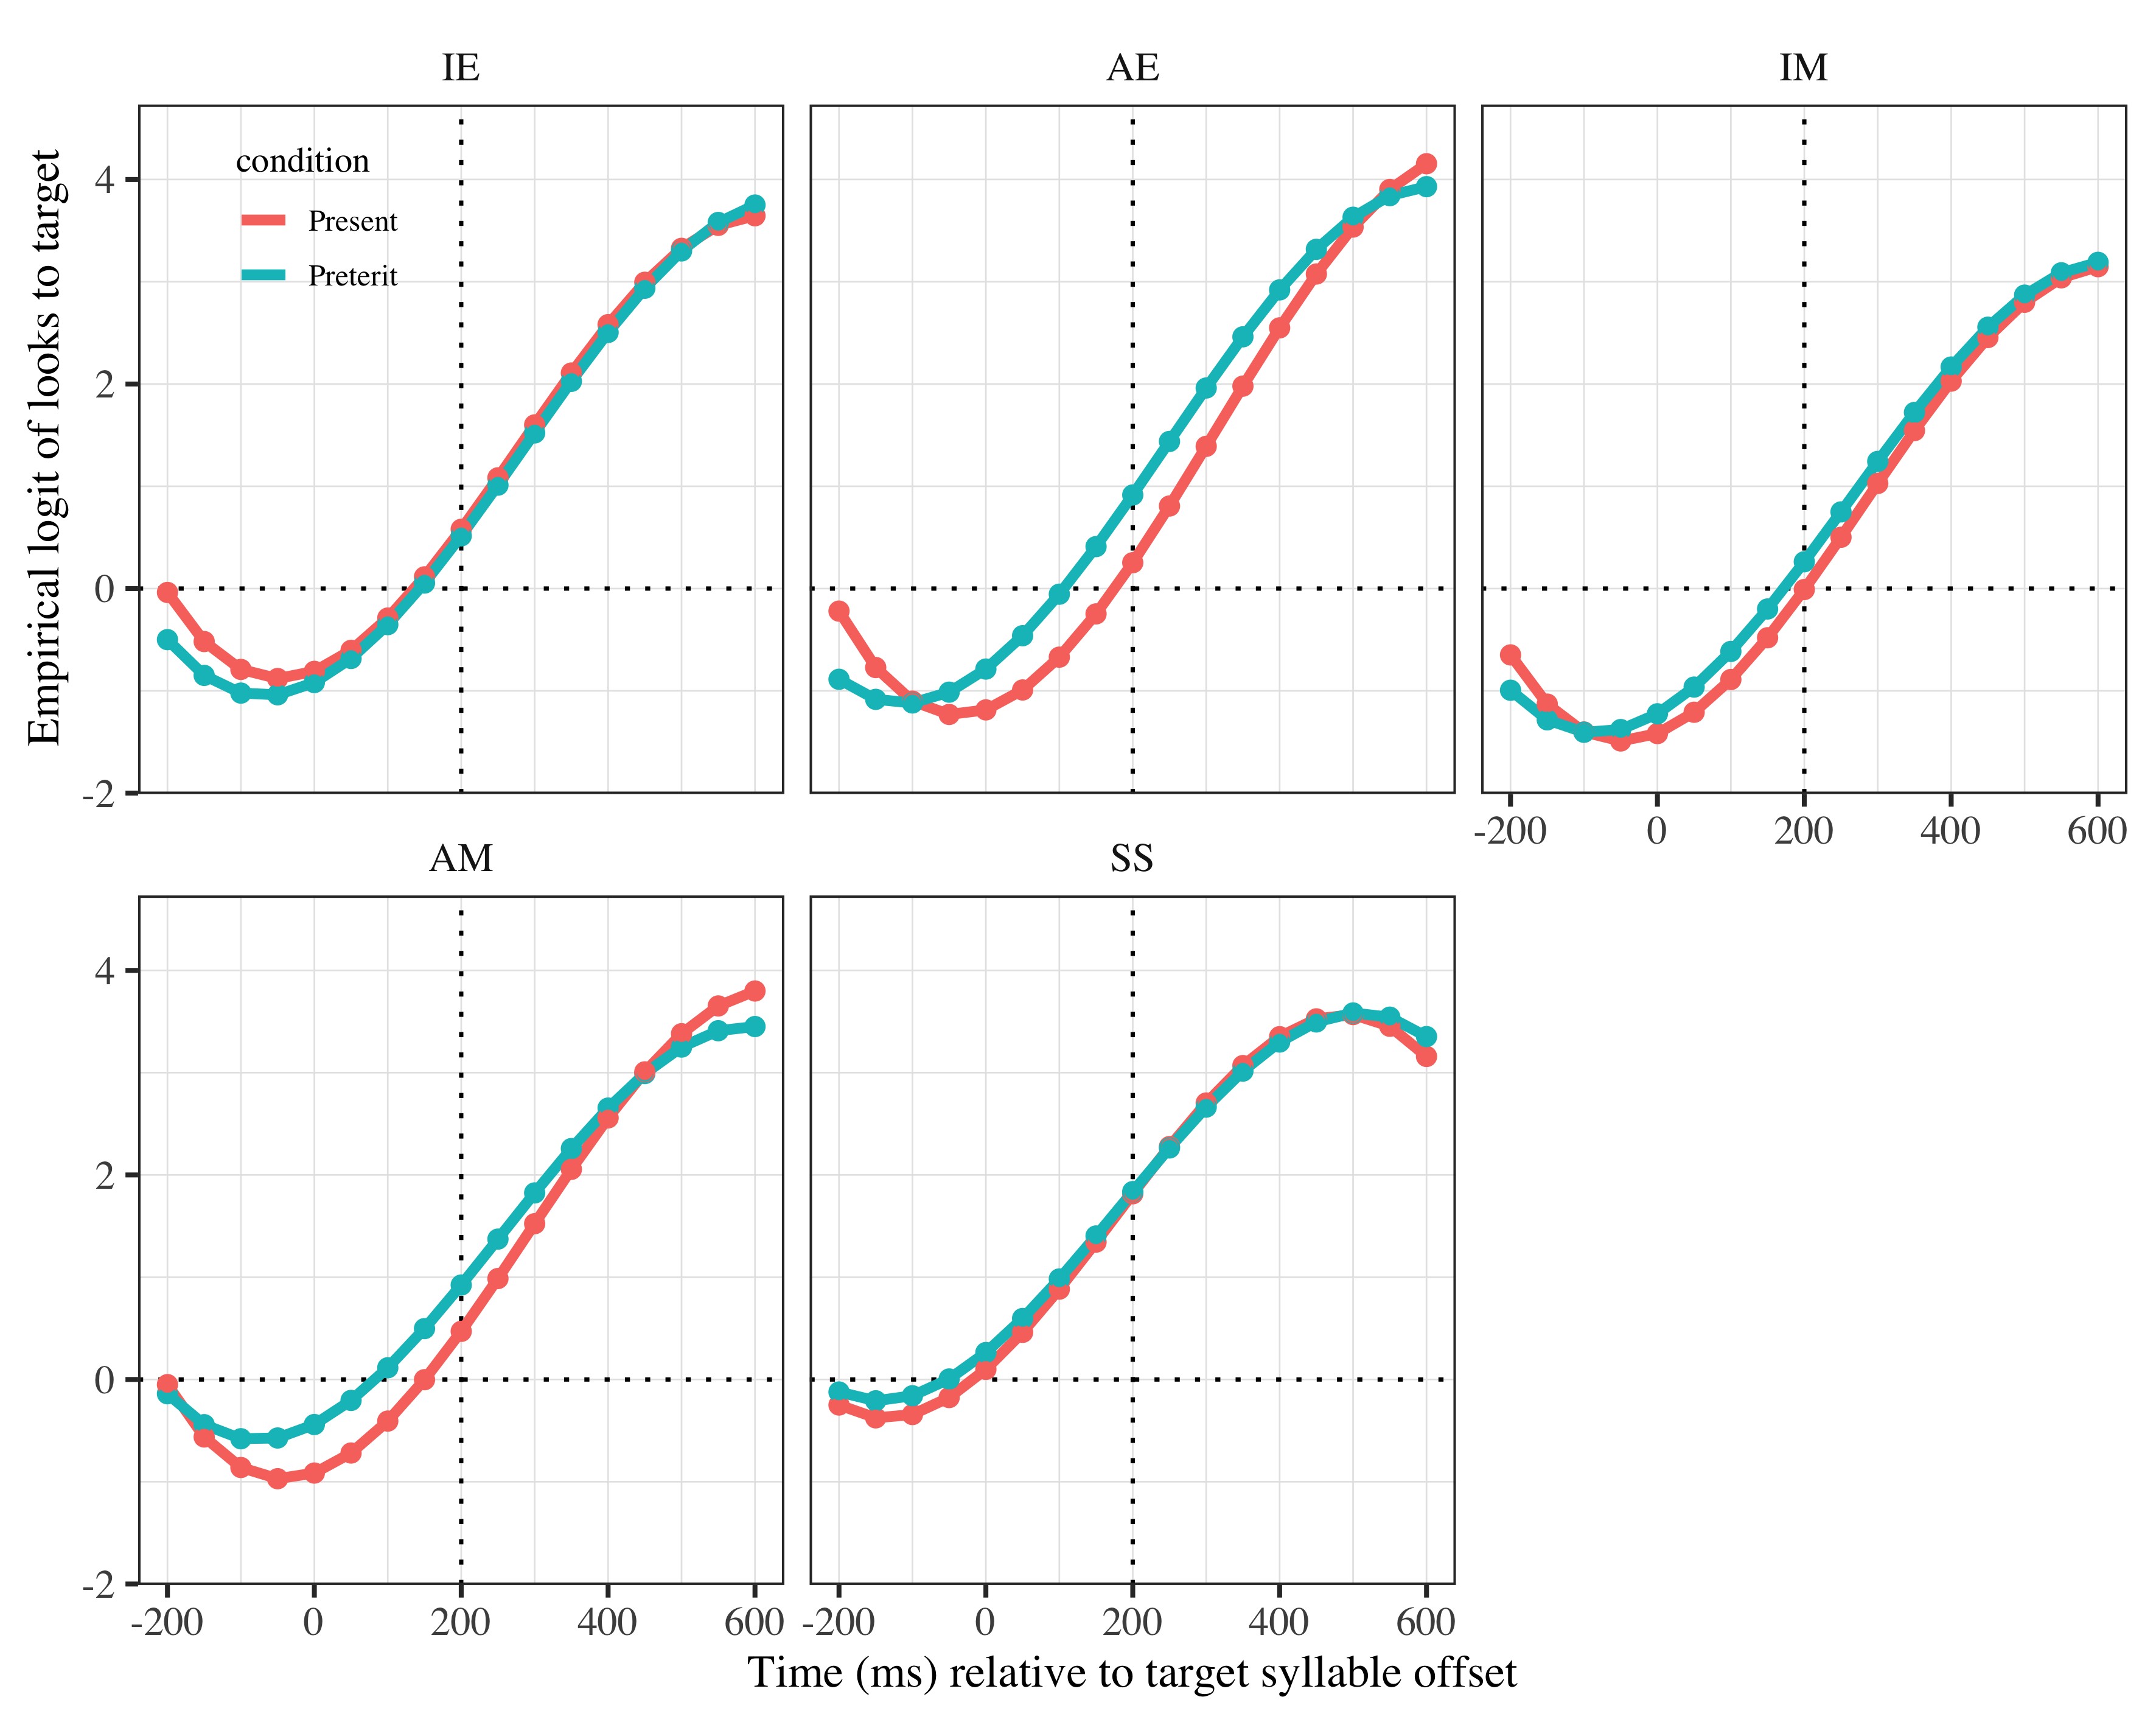 IE
AE
IM
Empirical logit of looks to target
condition
Present
Preterit
4
2
0
-2
-200 0 200 400 600
AM
SS
4
2
0
-2
-200 0 200 400 600
-200 0 200 400 600
Time (ms) relative to target syllable offset